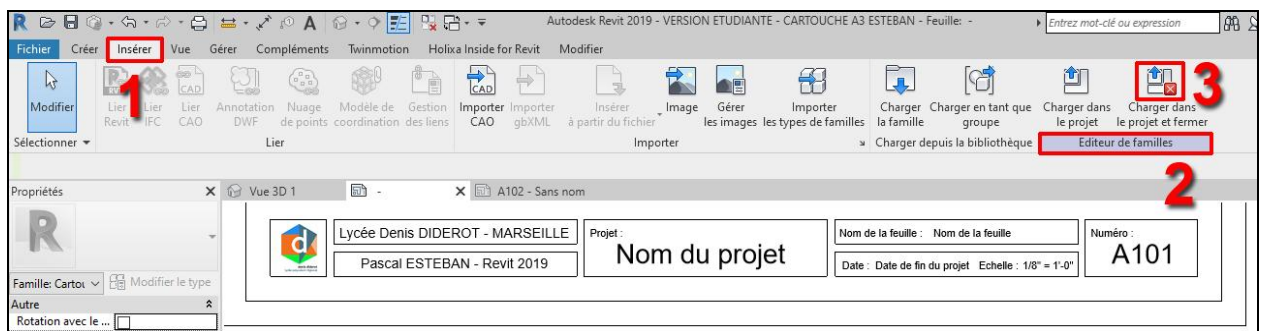 Autodesk Revit 2019 - VERSION ETUDIANTE - CARTOUCHE A3 ESTEBAN - Feuille: -
Entrez mot-clé ou expression
Fichier Créer Insérer Vue Gérer Compléments Twinmotion Holixa Inside for Revit Modifier
1
3
Modifier
Lier Revit
Lier IFC
Lier CAO
Annotation DWF
Nuage de points
Modèle de coordination
Gestion des liens
Importer CAO
Importer gbXML
Insérer à partir du fichier
Image
Gérer les images
Importer les types de familles
Charger la famille
Charger en tant que groupe
Charger dans le projet
Charger dans le projet et fermer
Sélectionner
Lier
Importer
Charger depuis la bibliothèque
Editeur de familles
2
Propriétés
Vue 3D 1
-
A102 - Sans nom
Lycée Denis DIDEROT - MARSEILLE
Pascal ESTEBAN - Revit 2019
Projet :
Nom du projet
Nom de la feuille : Nom de la feuille
Date : Date de fin du projet Echelle : 1/8" = 1'-0"
Numéro :
A101
Famille: Carto
Modifier le type
Autre
Rotation avec le ...